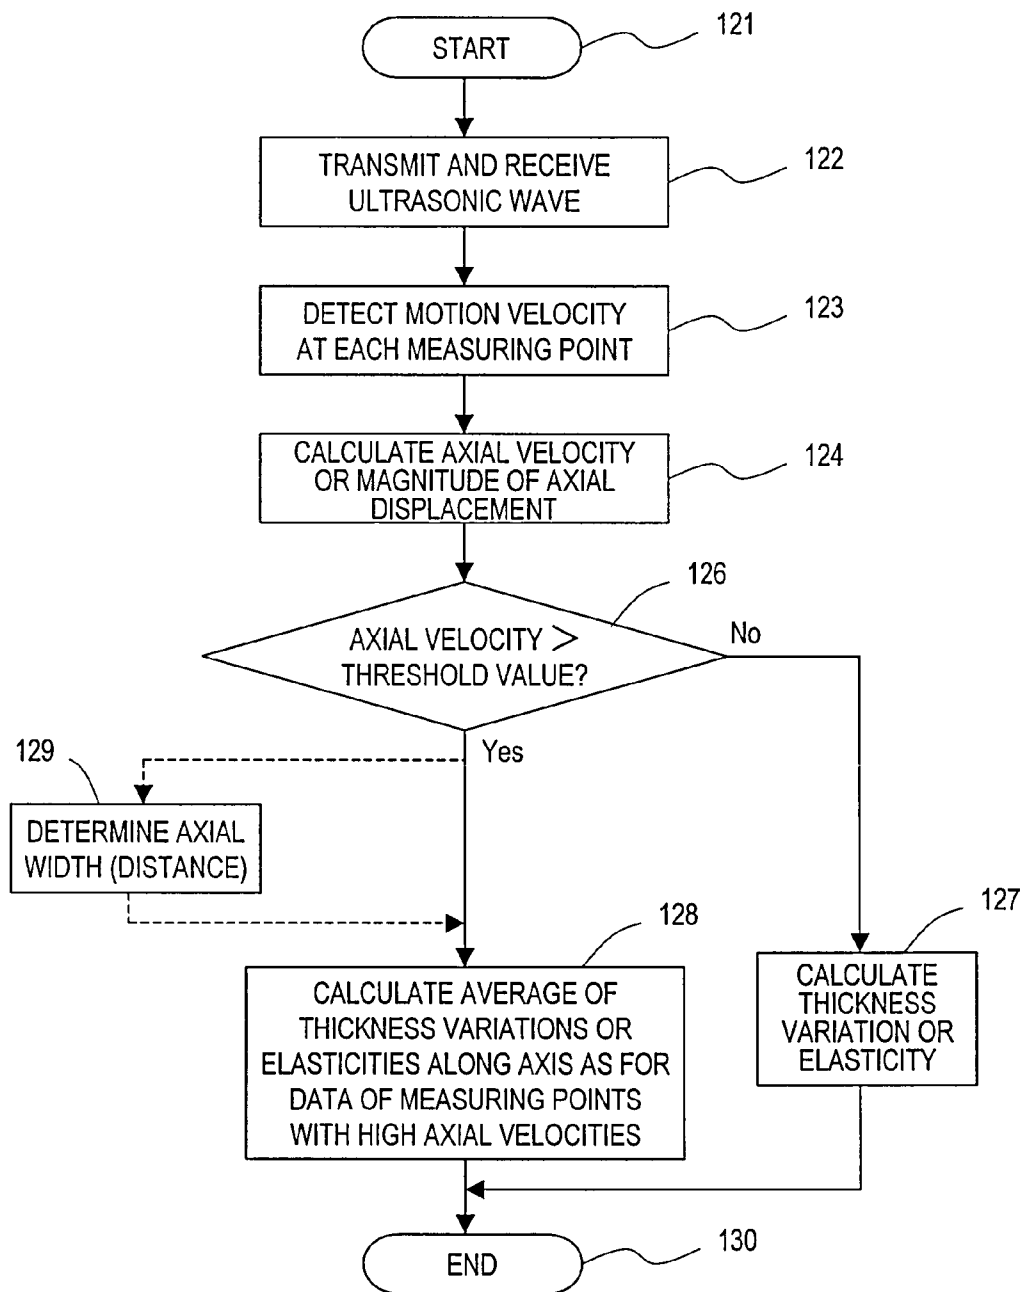 121
START
122
TRANSMIT AND RECEIVE
ULTRASONIC WAVE
123
DETECT MOTION VELOCITY
AT EACH MEASURING POINT
124
CALCULATE AXIAL VELOCITY
OR MAGNITUDE OF AXIAL
DISPLACEMENT
126
AXIAL VELOCITY >
THRESHOLD VALUE?
No
Yes
129
DETERMINE AXIAL
WIDTH (DISTANCE)
128
CALCULATE AVERAGE OF
THICKNESS VARIATIONS OR
ELASTICITIES ALONG AXIS AS FOR
DATA OF MEASURING POINTS
WITH HIGH AXIAL VELOCITIES
127
CALCULATE
THICKNESS
VARIATION OR
ELASTICITY
END
130